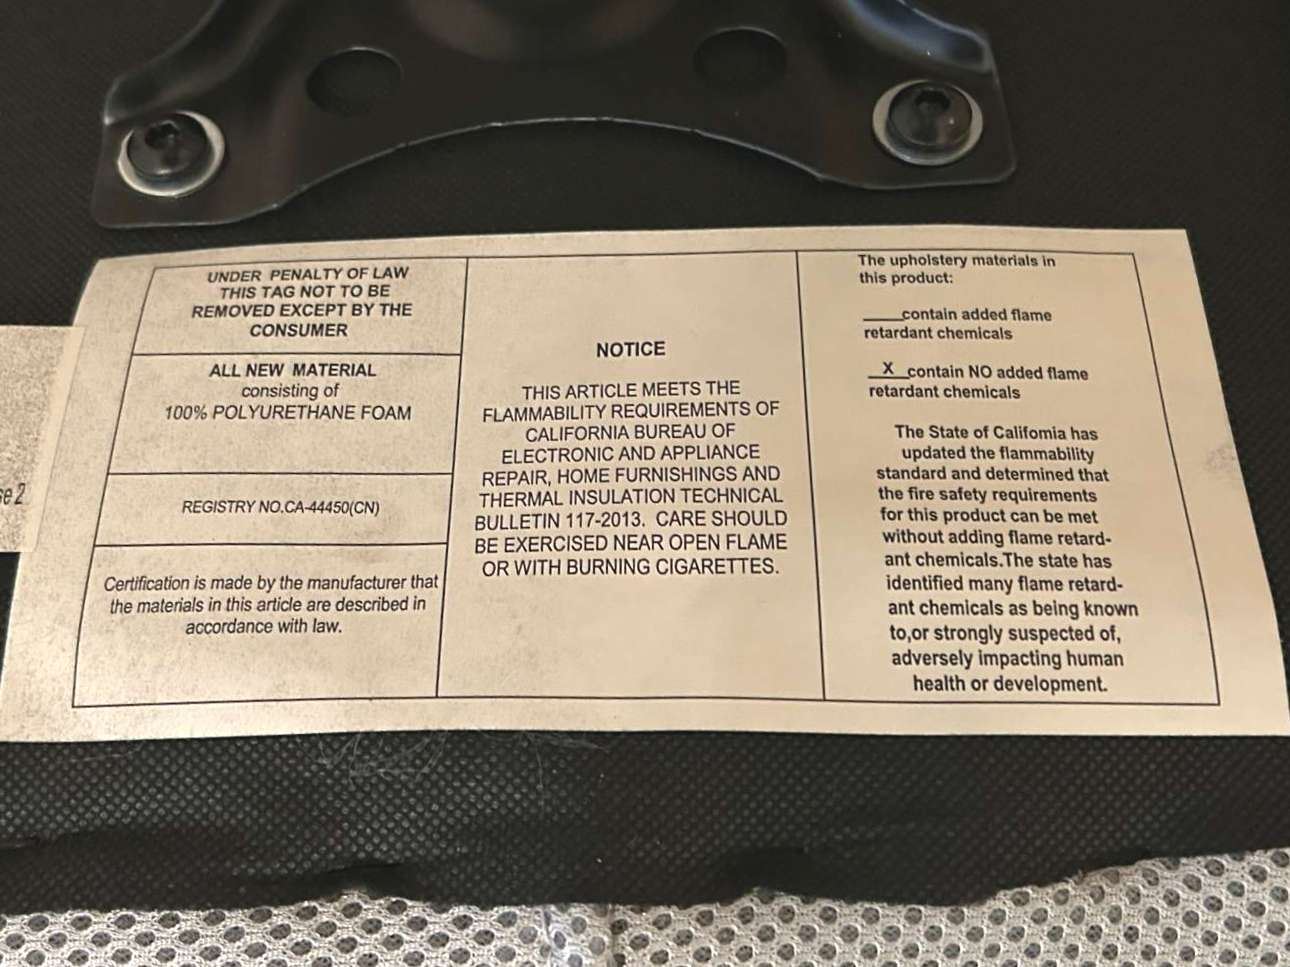 UNDER PENALTY OF LAW
THIS TAG NOT TO BE
REMOVED EXCEPT BY THE
CONSUMER
ALL NEW MATERIAL
consisting of
100% POLYURETHANE FOAM
REGISTRY NO.CA-44450(CN)
Certification is made by the manufacturer that
the materials in this article are described in
accordance with law.
NOTICE
THIS ARTICLE MEETS THE
FLAMMABILITY REQUIREMENTS OF
CALIFORNIA BUREAU OF
ELECTRONIC AND APPLIANCE
REPAIR, HOME FURNISHINGS AND
THERMAL INSULATION TECHNICAL
BULLETIN 117-2013. CARE SHOULD
BE EXERCISED NEAR OPEN FLAME
OR WITH BURNING CIGARETTES.
The upholstery materials in
this product:
____contain added flame
retardant chemicals
__X__contain NO added flame
retardant chemicals
The State of California has
updated the flammability
standard and determined that
the fire safety requirements
for this product can be met
without adding flame retard-
ant chemicals.The state has
identified many flame retard-
ant chemicals as being known
to,or strongly suspected of,
adversely impacting human
health or development.
2